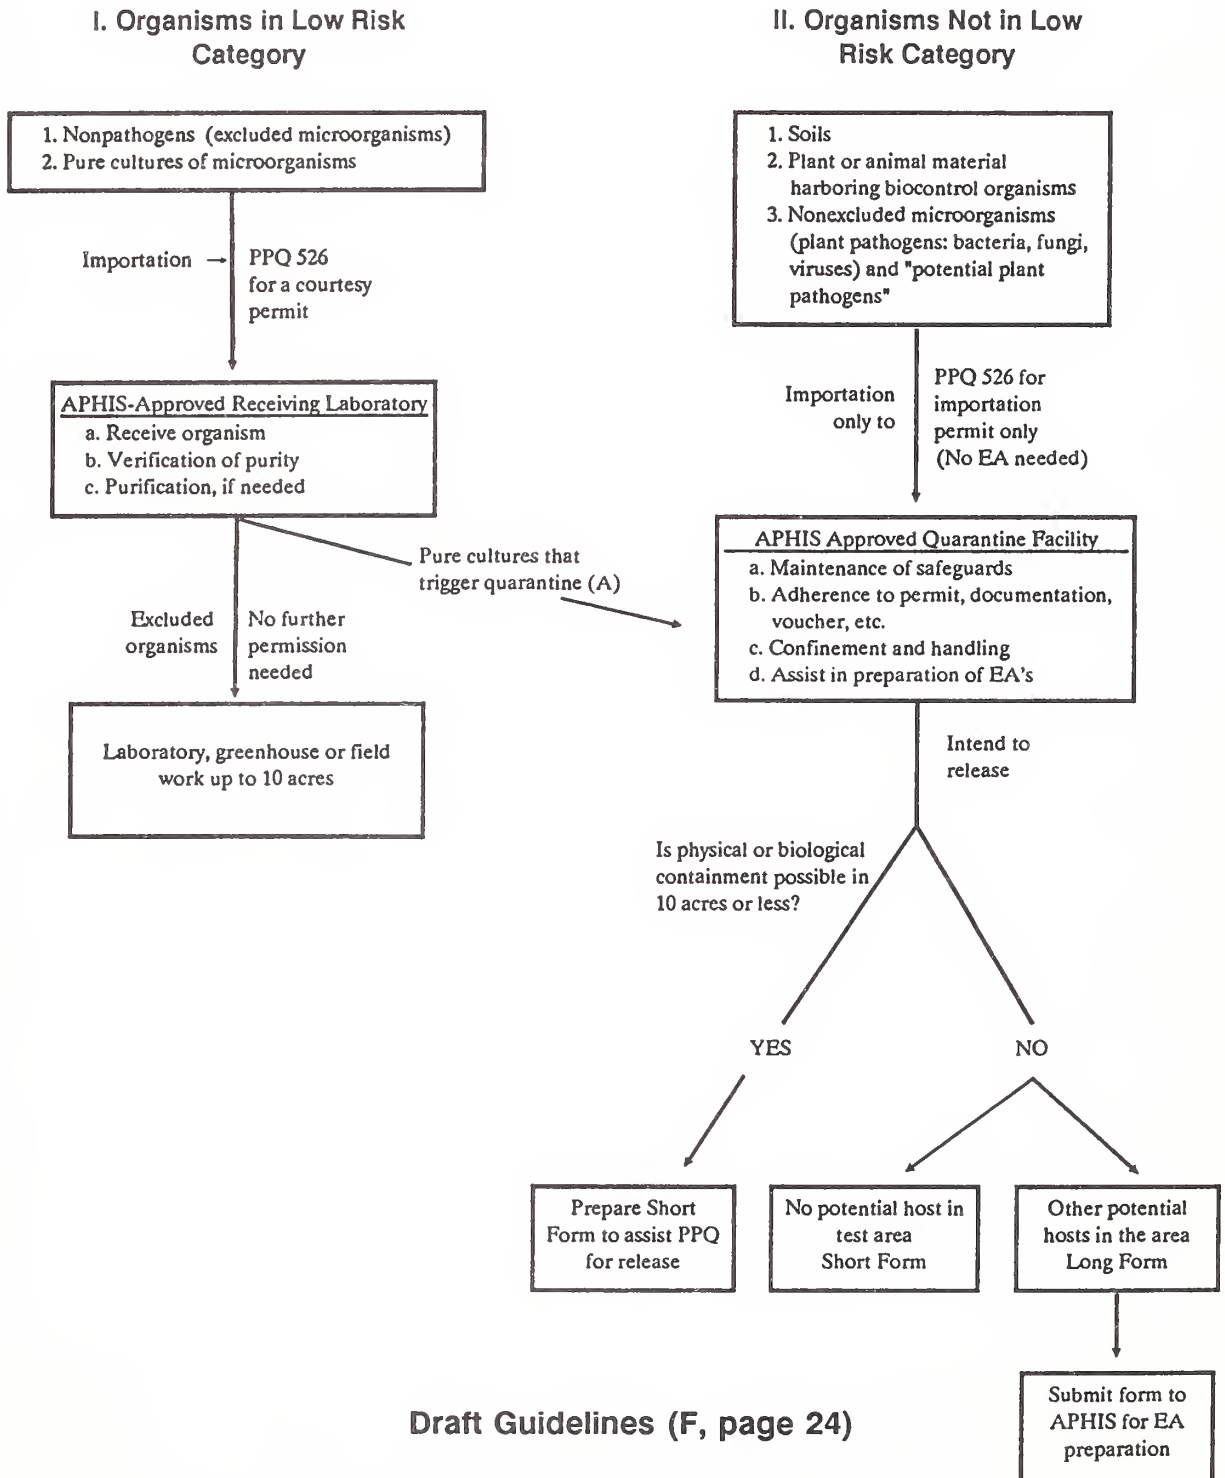 I. Organisms in Low Risk
Category
1. Nonpathogens (excluded microorganisms)
2. Pure cultures of microorganisms
Importation
PPQ 526
for a courtesy
permit
APHIS-Approved Receiving Laboratory
a. Receive organism
b. Verification of purity
c. Purification, if needed
Pure cultures that
trigger quarantine (A)
Excluded
organisms
No further
permission
needed
Laboratory, greenhouse or field
work up to 10 acres
II. Organisms Not in Low
Risk Category
1. Soils
2. Plant or animal material
harboring biocontrol organisms
3. Nonexcluded microorganisms
(plant pathogens: bacteria, fungi,
viruses) and "potential plant
pathogens"
Importation
only to
PPQ 526 for
importation
permit only
(No EA needed)
APHIS Approved Quarantine Facility
a. Maintenance of safeguards
b. Adherence to permit, documentation,
voucher, etc.
c. Confinement and handling
d. Assist in preparation of EA's
Intend to
release
Is physical or biological
containment possible in
10 acres or less?
YES
NO
Prepare Short
Form to assist PPQ
for release
No potential host in
test area
Short Form
Other potential
hosts in the area
Long Form
Submit form to
APHIS for EA
preparation
Draft Guidelines (F, page 24)